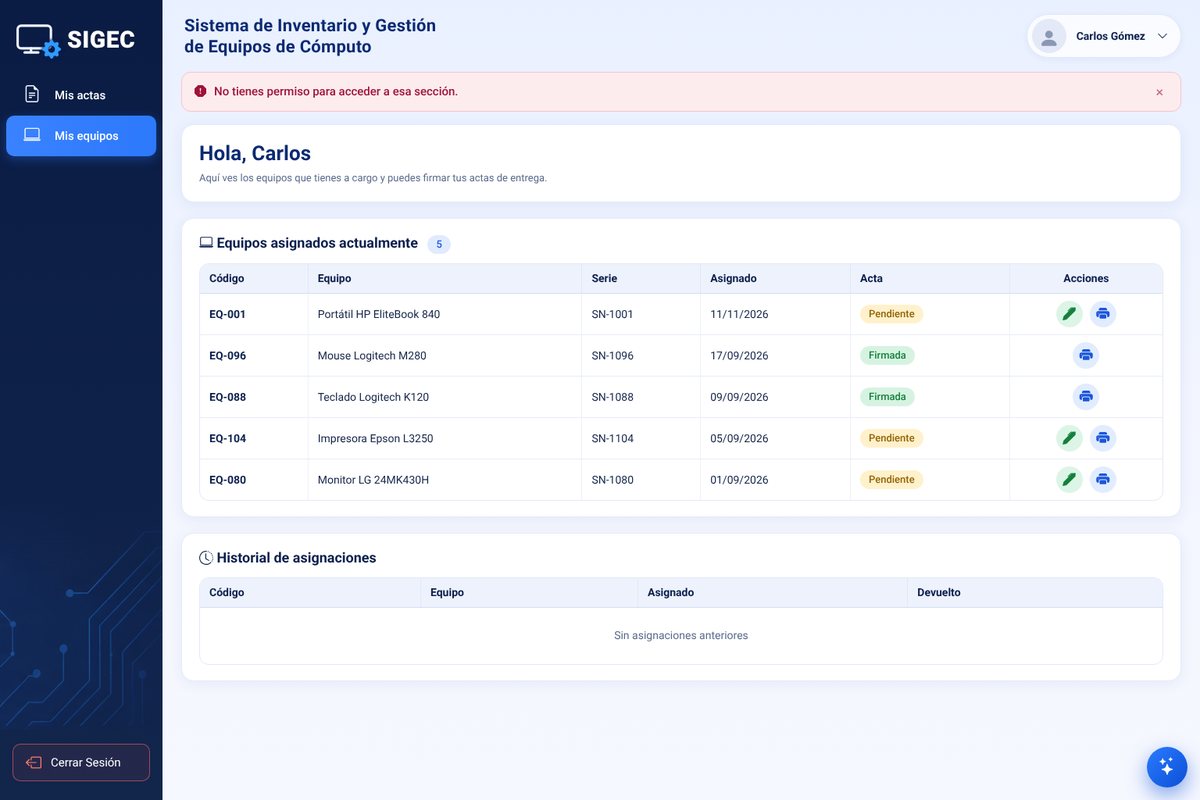 SIGEC
Mis actas
Mis equipos
Cerrar Sesión
Sistema de Inventario y Gestión
de Equipos de Cómputo
Carlos Gómez
No tienes permiso para acceder a esa sección.
×
Hola, Carlos
Aquí ves los equipos que tienes a cargo y puedes firmar tus actas de entrega.
Equipos asignados actualmente 5
Código Equipo Serie Asignado Acta Acciones
EQ-001 Portátil HP EliteBook 840 SN-1001 11/11/2026 Pendiente
EQ-096 Mouse Logitech M280 SN-1096 17/09/2026 Firmada
EQ-088 Teclado Logitech K120 SN-1088 09/09/2026 Firmada
EQ-104 Impresora Epson L3250 SN-1104 05/09/2026 Pendiente
EQ-080 Monitor LG 24MK430H SN-1080 01/09/2026 Pendiente
Historial de asignaciones
Código Equipo Asignado Devuelto
Sin asignaciones anteriores